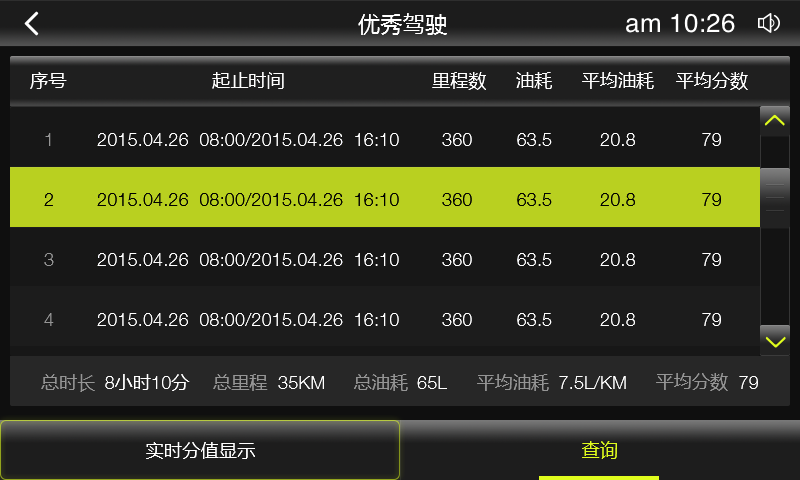 优秀驾驶 am 10:26
序号 起止时间 里程数 油耗 平均油耗 平均分数
1 2015.04.26 08:00/2015.04.26 16:10 360 63.5 20.8 79
2 2015.04.26 08:00/2015.04.26 16:10 360 63.5 20.8 79
3 2015.04.26 08:00/2015.04.26 16:10 360 63.5 20.8 79
4 2015.04.26 08:00/2015.04.26 16:10 360 63.5 20.8 79
总时长 8小时10分 总里程 35KM 总油耗 65L 平均油耗 7.5L/KM 平均分数 79
实时分值显示 查询